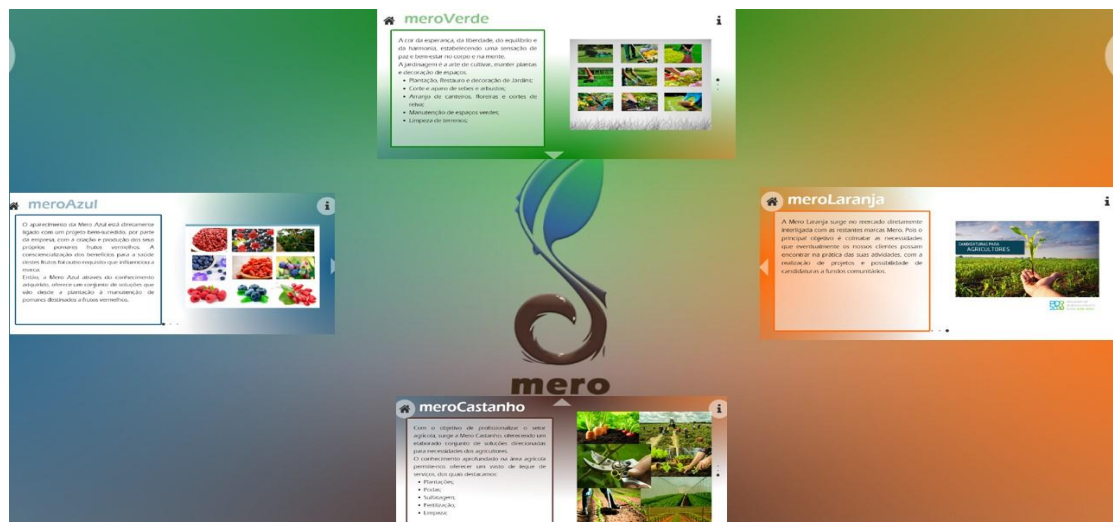 meroVerde
A cor da esperança, da liberdade, do equilíbrio e
da harmonia, estabelecendo uma sensação de
paz e bem-estar no corpo e na mente.
A jardinagem é a arte de cultivar, manter plantas
e decoração de espaços.
• Plantação, Restauro e decoração de Jardins;
• Corte e aparo de sebes e arbustos;
• Arranjo de canteiros, floreiras e cortes de
relva;
• Manutenção de espaços verdes;
• Limpeza de terrenos;
meroAzul
O aparecimento da Mero Azul está diretamente
ligado com um projeto bem-sucedido, por parte
da empresa, com a criação e produção dos seus
próprios pomares frutos vermelhos. A
consciencialização dos benefícios para a saúde
destes frutos foi outro requisito que influenciou a
marca.
Então, a Mero Azul através do conhecimento
adquirido, oferece um conjunto de soluções que
vão desde a plantação à manutenção de
pomares destinados a frutos vermelhos.
meroLaranja
A Mero Laranja surge no mercado diretamente
interligada com as restantes marcas Mero. Pois o
principal objetivo é colmatar as necessidades
que eventualmente os nossos clientes possam
encontrar na prática das suas atividades, com a
realização de projetos e possibilidade de
candidaturas a fundos comunitários.
CANDIDATURAS PARA
AGRICULTORES
mero
meroCastanho
Com o objetivo de profissionalizar o setor
agrícola, surge a Mero Castanho, oferecendo um
elaborado conjunto de soluções direcionadas
para necessidades dos agricultores.
O conhecimento aprofundado na área agrícola
permite-nos oferecer um vasto de leque de
serviços, dos quais destacamos:
• Plantações;
• Podas;
• Sulfatagem;
• Fertilização;
• Limpeza;